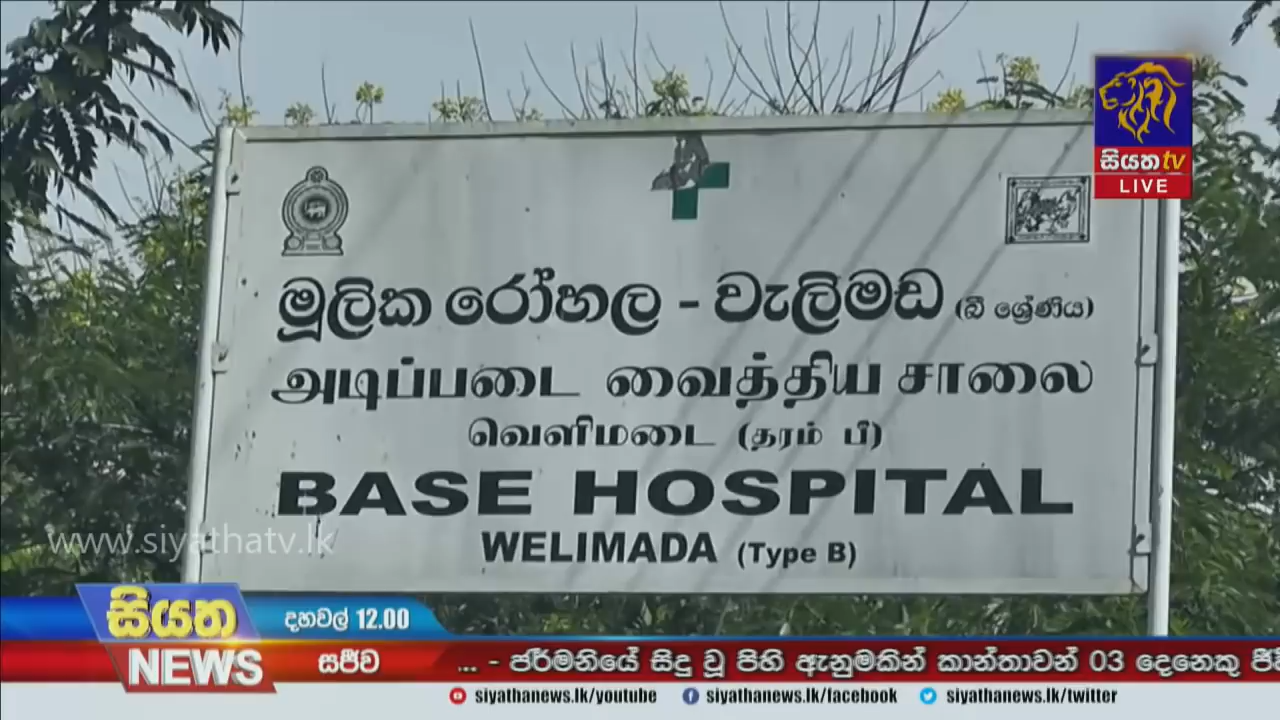 සියත tv
LIVE
මූලික රෝහල - වැලිමඩ (බී ශ්‍රේණිය)
அடிப்படை வைத்திய சாலை
வெளிமடை (தரம் பீ)
BASE HOSPITAL
WELIMADA (Type B)
www.siyathatv.lk
සියත
NEWS
දහවල් 12.00
සජීව
... - ජර්මනියේ සිදු වූ පිහි ඇනුමකින් කාන්තාවන් 03 දෙනෙකු
siyathanews.lk/youtube siyathanews.lk/facebook siyathanews.lk/twitter